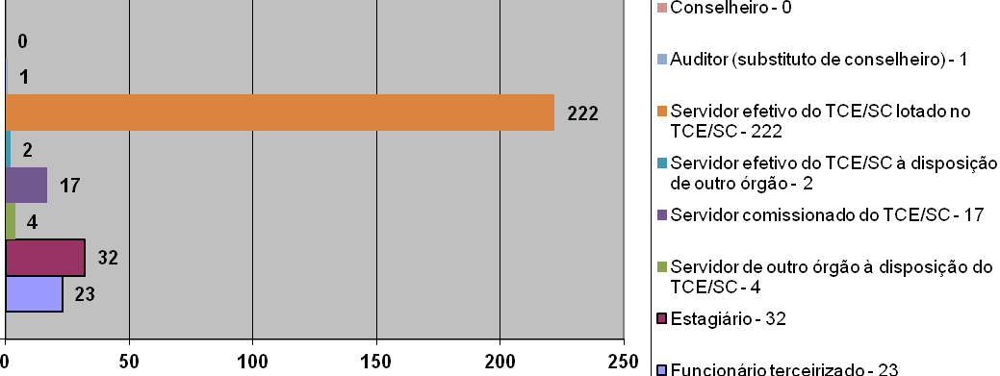 0
1
222
2
17
4
32
23
0 50 100 150 200 250
Conselheiro - 0
Auditor (substituto de conselheiro) - 1
Servidor efetivo do TCE/SC lotado no
TCE/SC - 222
Servidor efetivo do TCE/SC à disposição
de outro órgão - 2
Servidor comissionado do TCE/SC - 17
Servidor de outro órgão à disposição do
TCE/SC - 4
Estagiário - 32
Funcionário terceirizado - 23